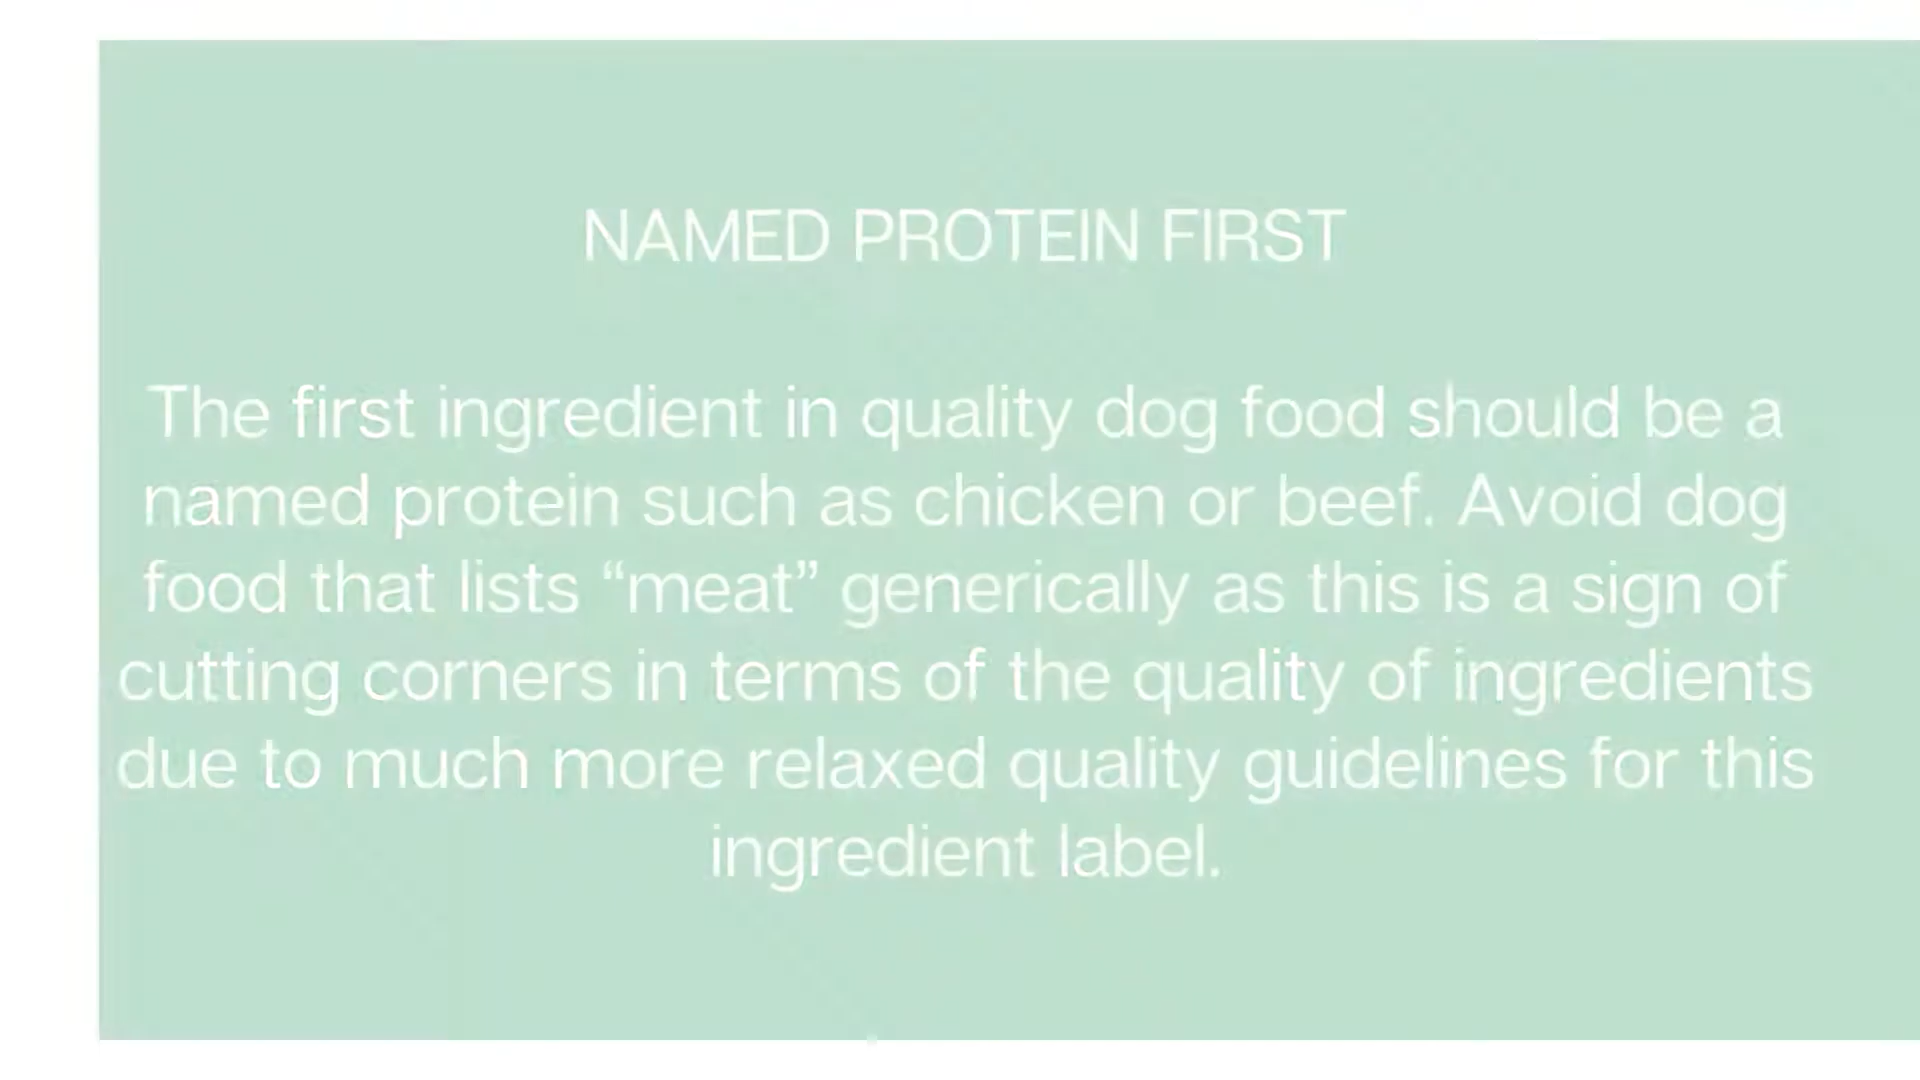 NAMED PROTEIN FIRST
The first ingredient in quality dog food should be a
named protein such as chicken or beef. Avoid dog
food that lists “meat” generically as this is a sign of
cutting corners in terms of the quality of ingredients
due to much more relaxed quality guidelines for this
ingredient label.